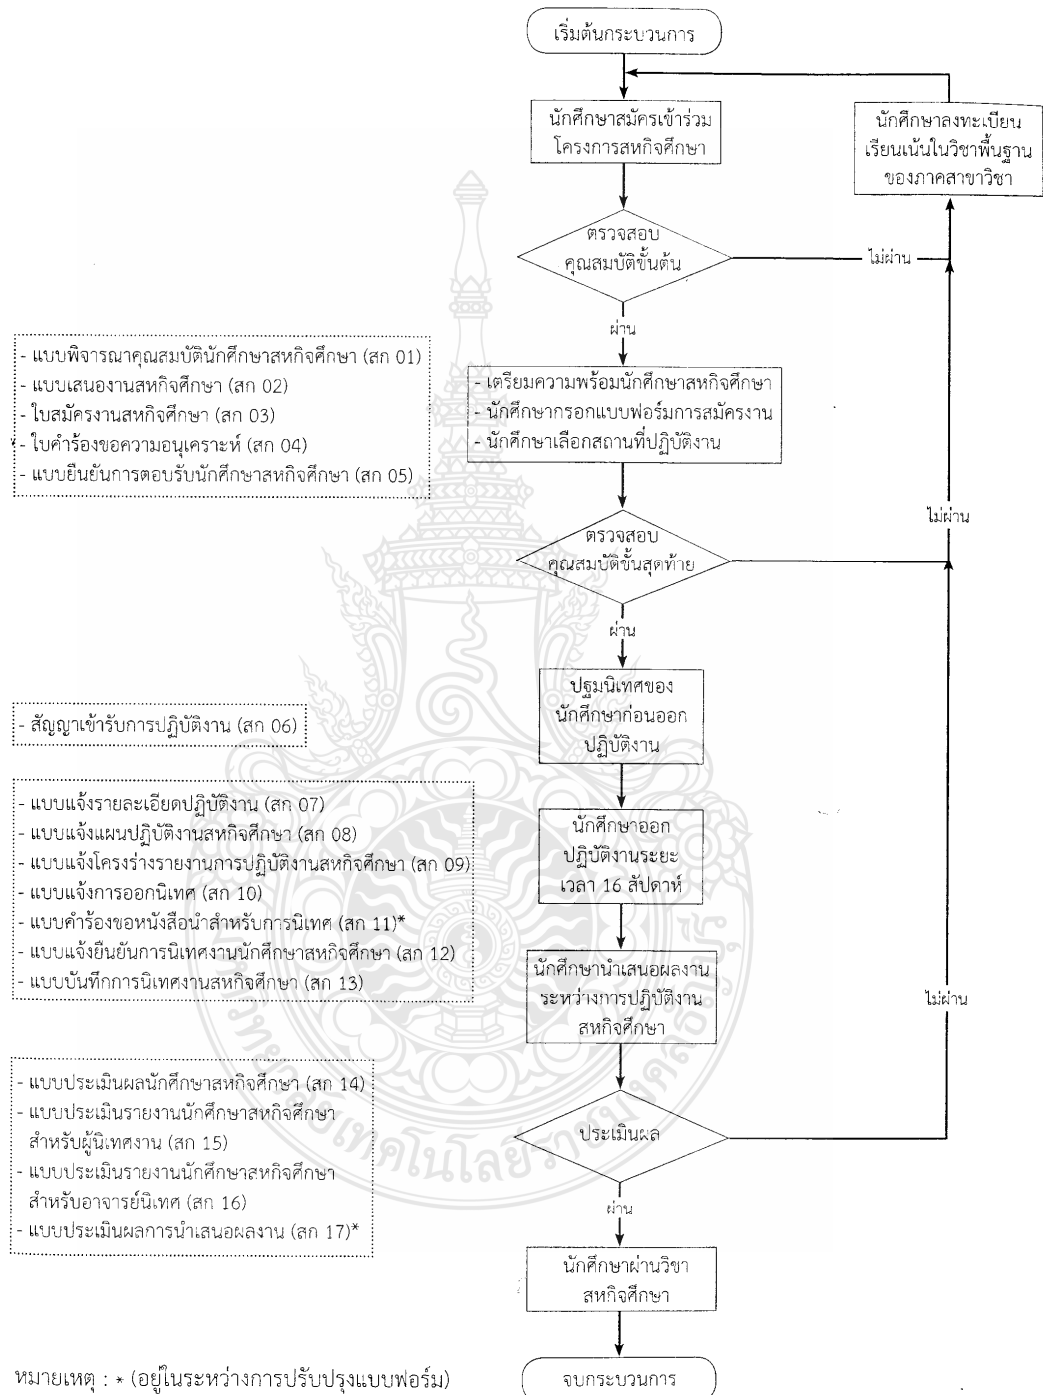 เริ่มต้นกระบวนการ
นักศึกษาสมัครเข้าร่วม
โครงการสหกิจศึกษา
นักศึกษาลงทะเบียน
เรียนเน้นในวิชาพื้นฐาน
ของภาคสาขาวิชา
ตรวจสอบ
คุณสมบัติขั้นต้น
ไม่ผ่าน
ผ่าน
- แบบพิจารณาคุณสมบัตินักศึกษาสหกิจศึกษา (สก 01)
- แบบเสนองานสหกิจศึกษา (สก 02)
- ใบสมัครงานสหกิจศึกษา (สก 03)
- ใบคำร้องขอความอนุเคราะห์ (สก 04)
- แบบยืนยันการตอบรับนักศึกษาสหกิจศึกษา (สก 05)
- เตรียมความพร้อมนักศึกษาสหกิจศึกษา
- นักศึกษากรอกแบบฟอร์มการสมัครงาน
- นักศึกษาเลือกสถานที่ปฏิบัติงาน
ไม่ผ่าน
ตรวจสอบ
คุณสมบัติขั้นสุดท้าย
ผ่าน
- สัญญาเข้ารับการปฏิบัติงาน (สก 06)
ปฐมนิเทศของ
นักศึกษาก่อนออก
ปฏิบัติงาน
- แบบแจ้งรายละเอียดปฏิบัติงาน (สก 07)
- แบบแจ้งแผนปฏิบัติงานสหกิจศึกษา (สก 08)
- แบบแจ้งโครงร่างรายงานการปฏิบัติงานสหกิจศึกษา (สก 09)
- แบบแจ้งการออกนิเทศ (สก 10)
- แบบคำร้องขอหนังสือนำสำหรับการนิเทศ (สก 11)*
- แบบแจ้งยืนยันการนิเทศงานนักศึกษาสหกิจศึกษา (สก 12)
- แบบบันทึกการนิเทศงานสหกิจศึกษา (สก 13)
นักศึกษาออก
ปฏิบัติงานระยะ
เวลา 16 สัปดาห์
นักศึกษานำเสนอผลงาน
ระหว่างการปฏิบัติงาน
สหกิจศึกษา
ไม่ผ่าน
- แบบประเมินผลนักศึกษาสหกิจศึกษา (สก 14)
- แบบประเมินรายงานนักศึกษาสหกิจศึกษา
สำหรับผู้นิเทศงาน (สก 15)
- แบบประเมินรายงานนักศึกษาสหกิจศึกษา
สำหรับอาจารย์นิเทศ (สก 16)
- แบบประเมินผลการนำเสนอผลงาน (สก 17)*
ประเมินผล
ผ่าน
นักศึกษาผ่านวิชา
สหกิจศึกษา
จบกระบวนการ
หมายเหตุ : * (อยู่ในระหว่างการปรับปรุงแบบฟอร์ม)